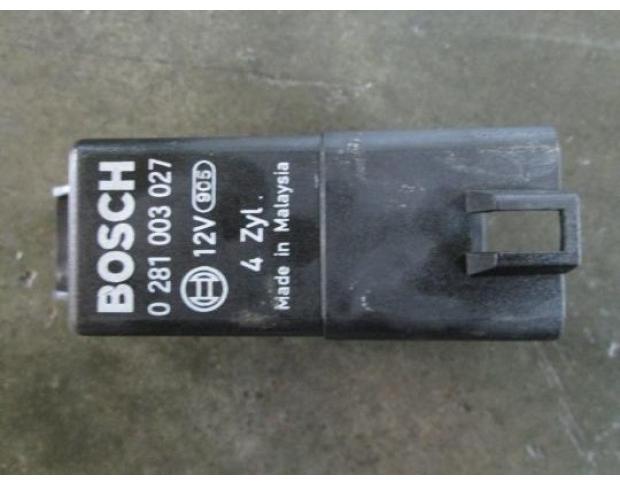 BOSCH
0 281 003 027
12V 905
4 Zyl.
Made in Malaysia